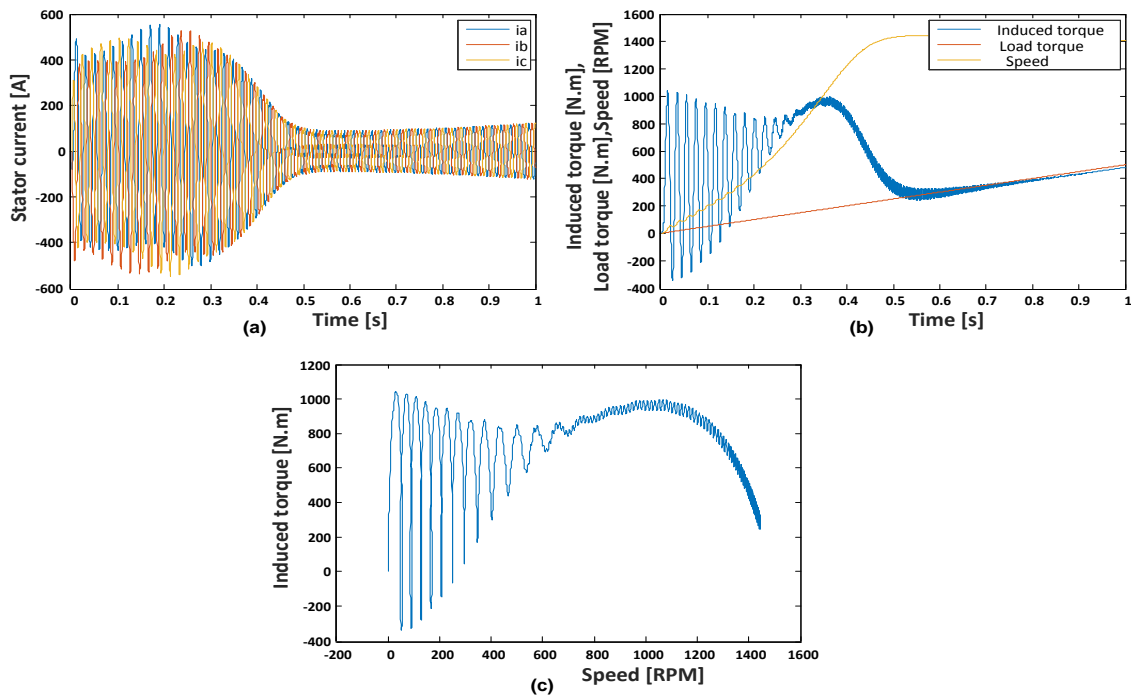 600
400
200
0
-200
-400
-600
Stator current [A]
ia
ib
ic
0 0.1 0.2 0.3 0.4 0.5 0.6 0.7 0.8 0.9 1
Time [s]
(a)
1600
1400
1200
1000
800
600
400
200
0
-200
-400
Induced torque [N.m],
Load torque [N.m],Speed [RPM]
Induced torque
Load torque
Speed
0 0.1 0.2 0.3 0.4 0.5 0.6 0.7 0.8 0.9 1
Time [s]
(b)
1200
1000
800
600
400
200
0
-200
-400
Induced torque [N.m]
-200 0 200 400 600 800 1000 1200 1400 1600
Speed [RPM]
(c)